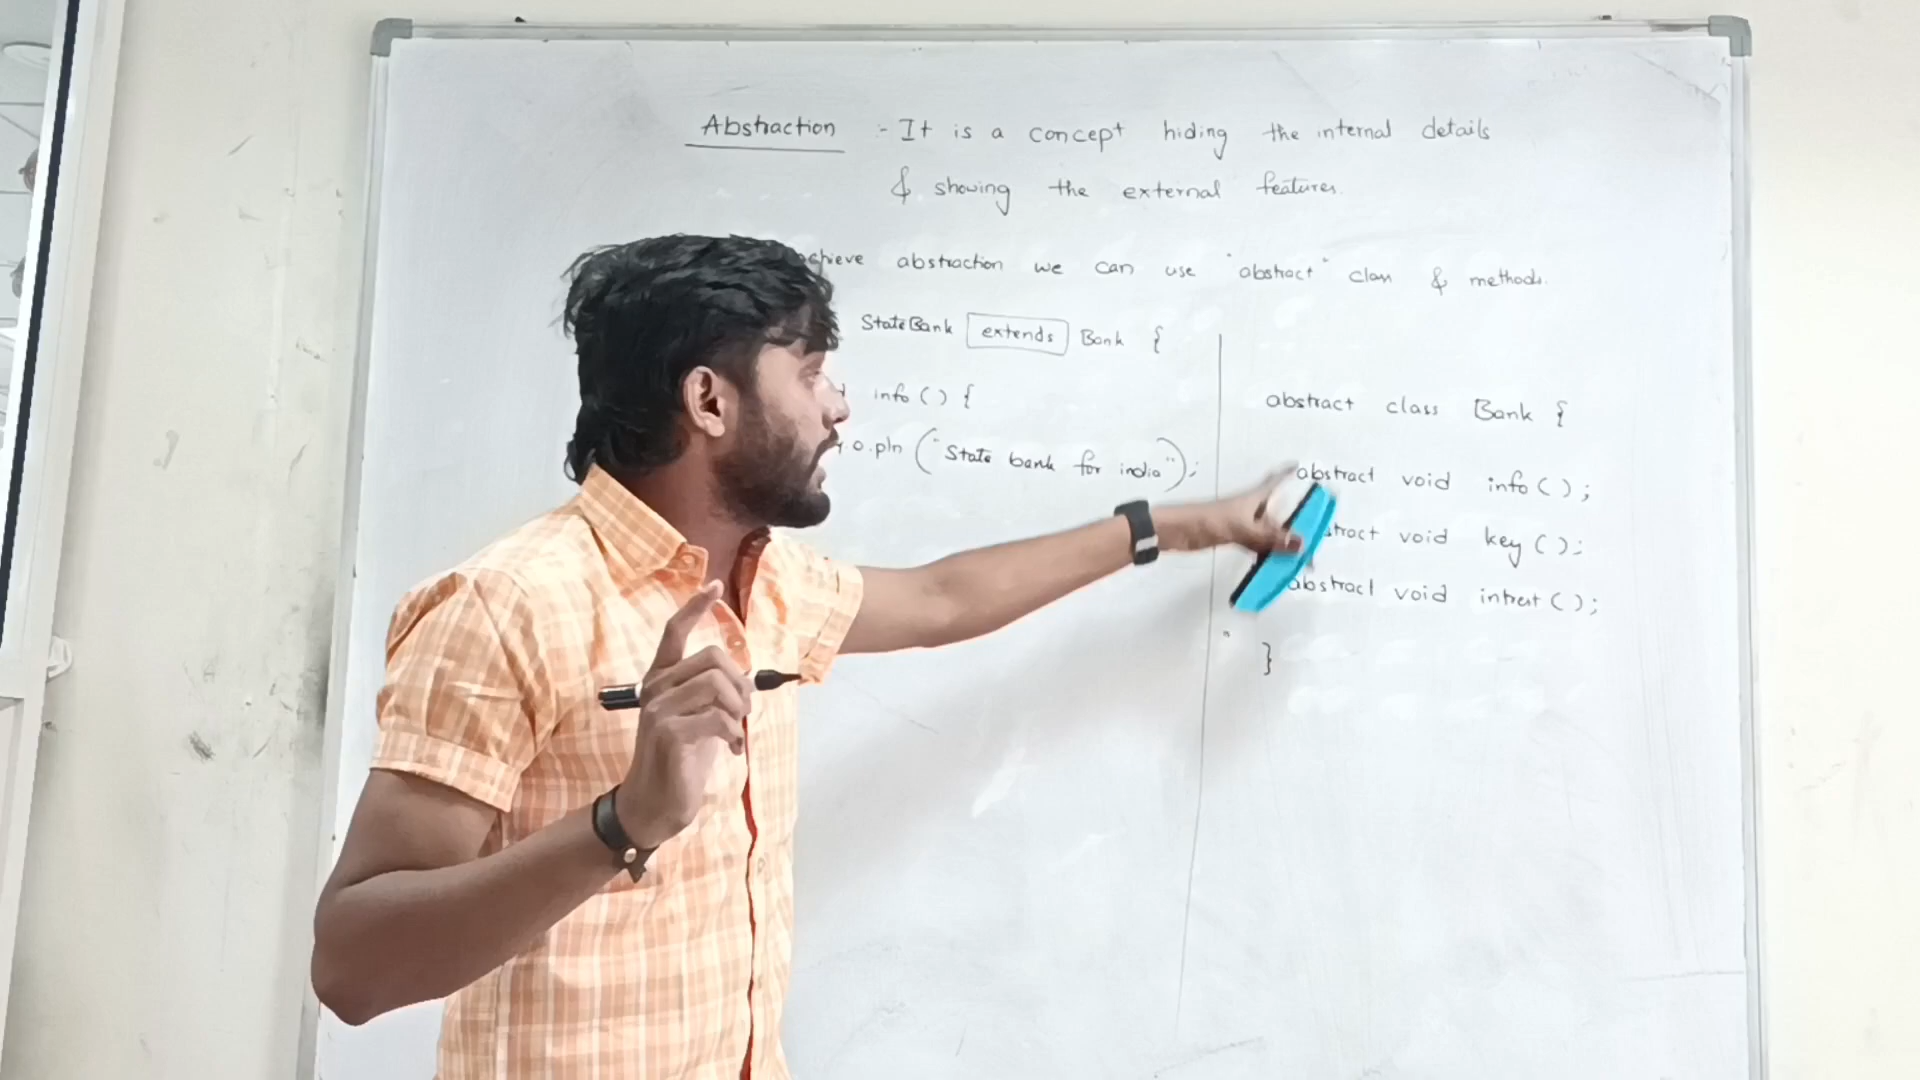 Abstraction :- It is a concept hiding the internal details
& showing the external features.
achieve abstraction we can use "abstract" class & methods.
StateBank extends Bank {
info () {
.o.pln ("State bank for india");
abstract class Bank {
abstract void info ( ) ;
stract void key ( ) ;
abstract void intrest ( ) ;
}